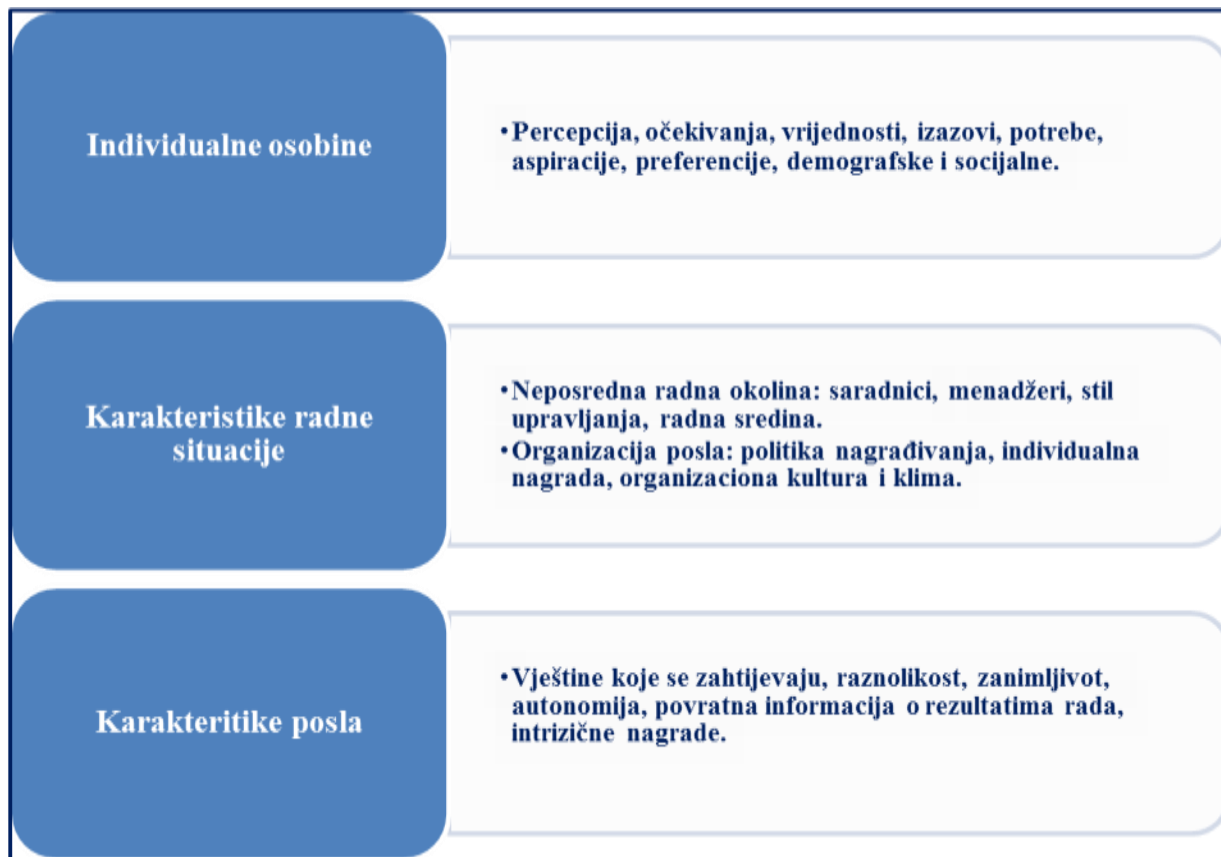 Individualne osobine
•Percepcija, očekivanja, vrijednosti, izazovi, potrebe,
aspiracije, preferencije, demografske i socijalne.
Karakteristike radne
situacije
•Neposredna radna okolina: saradnici, menadžeri, stil
upravljanja, radna sredina.
•Organizacija posla: politika nagrađivanja, individualna
nagrada, organizaciona kultura i klima.
Karakteritike posla
•Vještine koje se zahtijevaju, raznolikost, zanimljivot,
autonomija, povratna informacija o rezultatima rada,
intrizične nagrade.